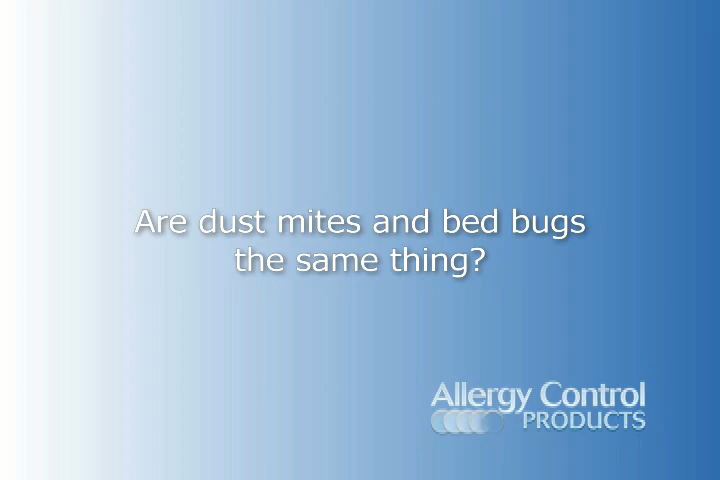 Are dust mites and bed bugs
the same thing?
Allergy Control
PRODUCTS